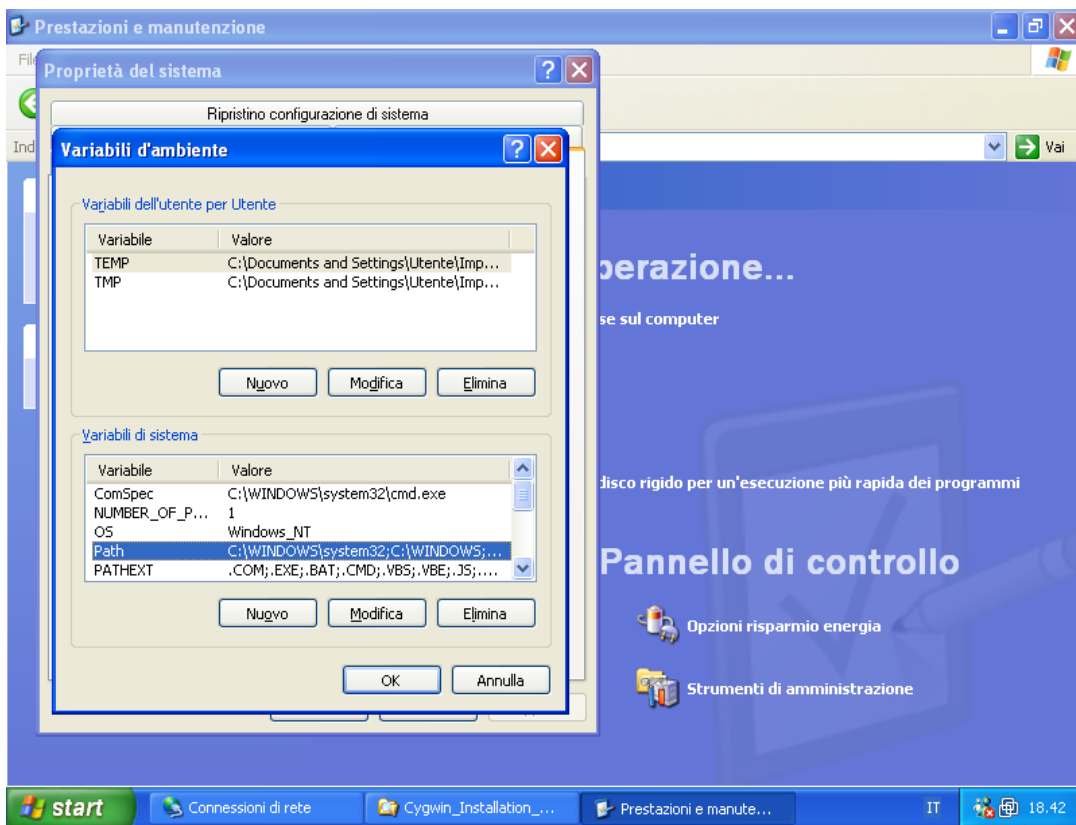 Prestazioni e manutenzione
File
Proprietà del sistema
Ripristino configurazione di sistema
Ind
Vai
Variabili d'ambiente
Variabili dell'utente per Utente
Variabile Valore
TEMP C:\Documents and Settings\Utente\Imp...
TMP C:\Documents and Settings\Utente\Imp...
Nuovo Modifica Elimina
Variabili di sistema
Variabile Valore
ComSpec C:\WINDOWS\system32\cmd.exe
NUMBER_OF_P... 1
OS Windows_NT
Path C:\WINDOWS\system32;C:\WINDOWS;...
PATHEXT .COM;.EXE;.BAT;.CMD;.VBS;.VBE;.JS;....
Nuovo Modifica Elimina
OK Annulla
perazione...
se sul computer
disco rigido per un'esecuzione più rapida dei programmi
Pannello di controllo
Opzioni risparmio energia
Strumenti di amministrazione
start Connessioni di rete Cygwin_Installation_... Prestazioni e manute... IT 18.42